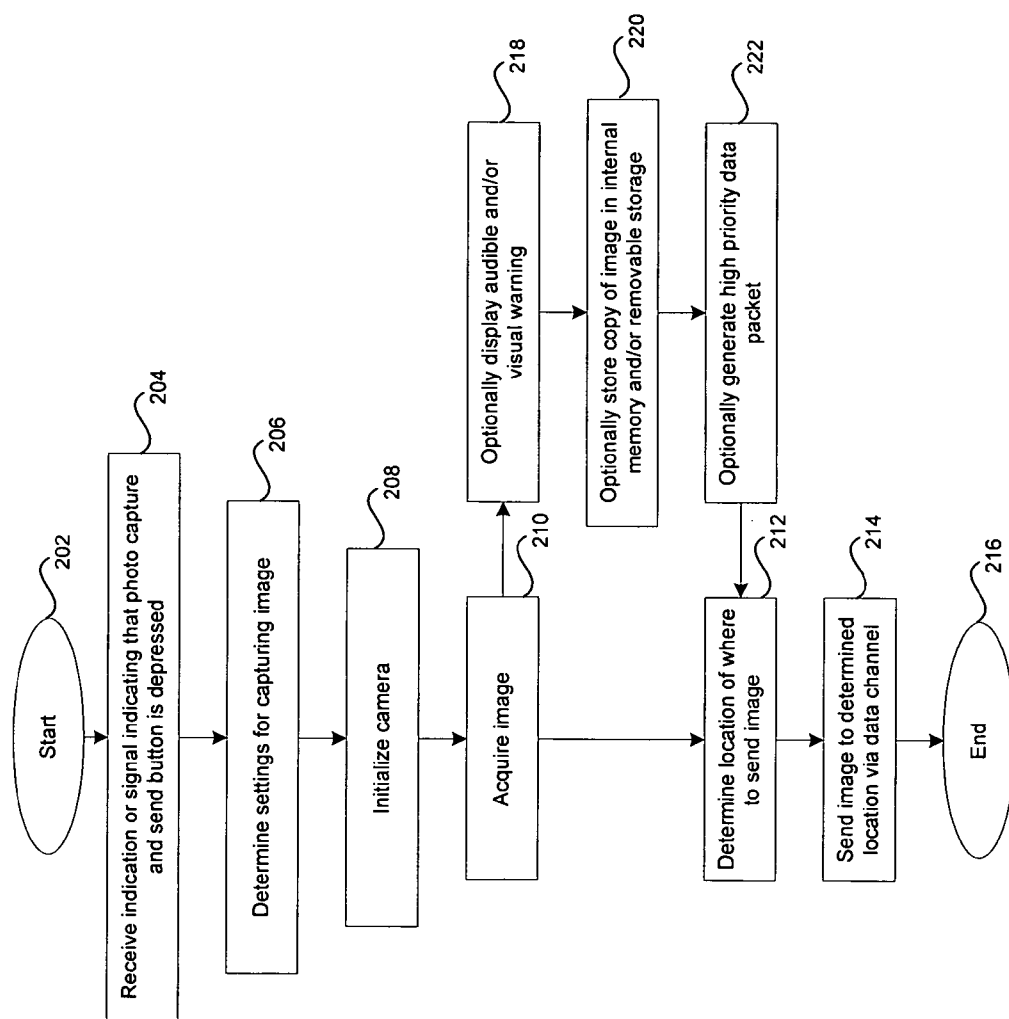 Start
202
Receive indication or signal indicating that photo capture
and send button is depressed
204
Determine settings for capturing image
206
Initialize camera
208
Acquire image
210
Optionally display audible and/or
visual warning
218
Optionally store copy of image in internal
memory and/or removable storage
220
Optionally generate high priority data
packet
222
Determine location of where
to send image
212
Send image to determined
location via data channel
214
End
216